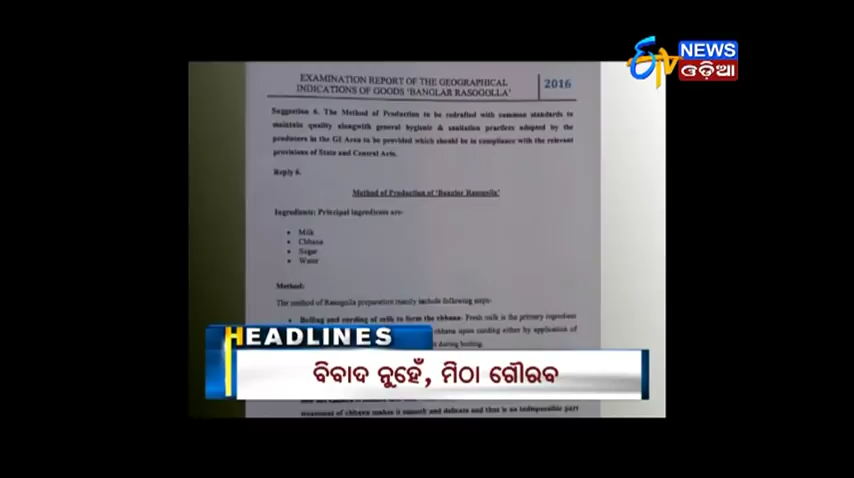 ETV NEWS
ଓଡ଼ିଆ
EXAMINATION REPORT OF THE GEOGRAPHICAL
INDICATIONS OF GOODS 'BANGLAR RASOGOLLA'
2016
Suggestion 6. The Method of Production to be redrafted with common standards to
maintain quality alongwith general hygienic & sanitation practices adopted by the
producers in the GI Area to be provided which should be in compliance with the relevant
provisions of State and Central Acts.
Reply 6.
Method of Production of 'Banglar Rasogolla'
Ingredients: Principal ingredients are-
• Milk
• Chhana
• Sugar
• Water
Method:
The method of Rasogolla preparation mainly include following steps-
• Boiling and curding of milk to form the chhana: Fresh milk is the primary ingredient
chhana upon curding either by application of
during boiling.
HEADLINES
ବିବାଦ ନୁହେଁ, ମିଠା ଗୌରବ
treatment of chhana makes it smooth and delicate and thus is an indispensible part